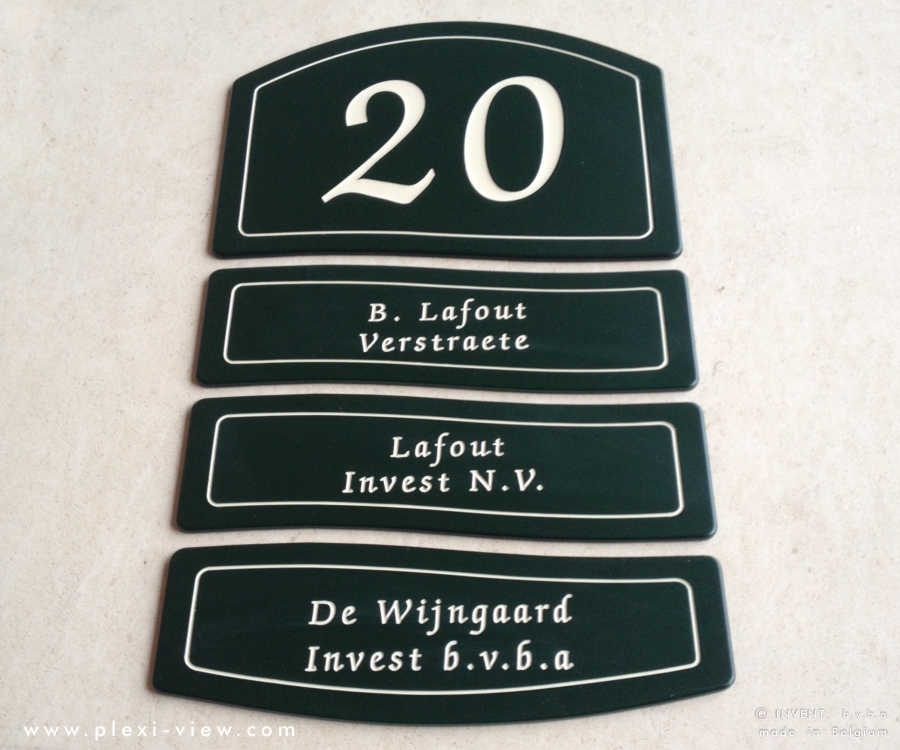 20
B. Lafout
Verstraete
Lafout
Invest N.V.
De Wijngaard
Invest b.v.b.a
www.plexi-view.com
© INVENT. b.v.b.a
made in Belgium